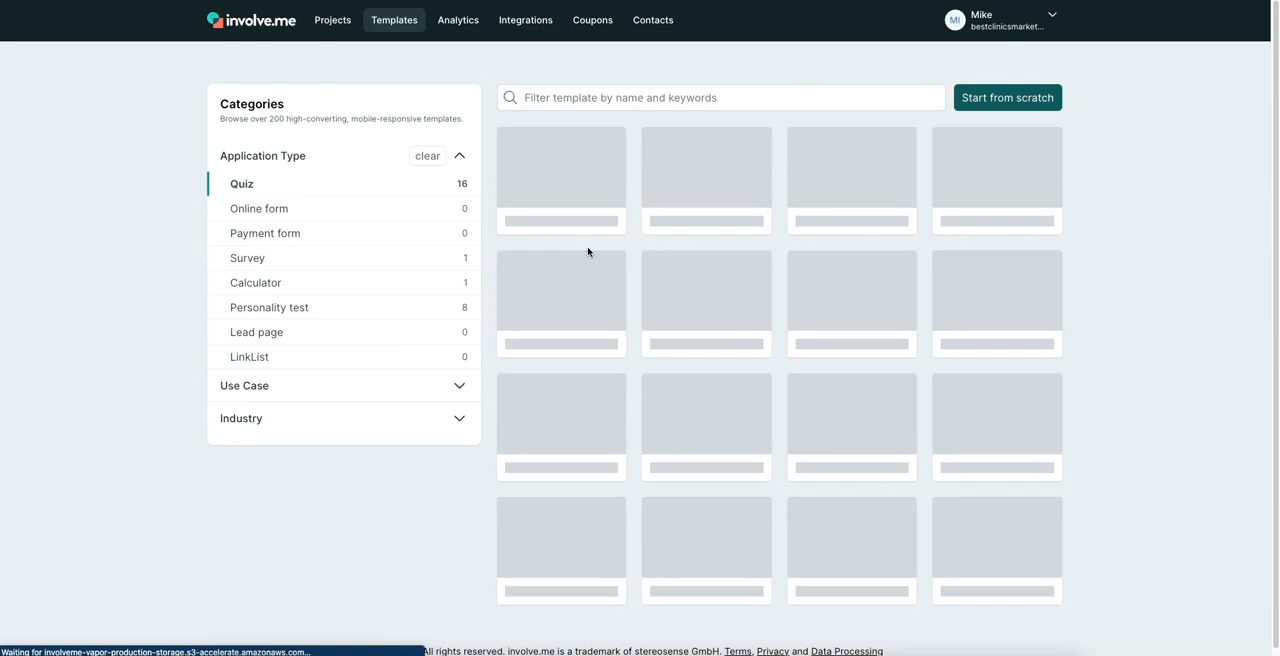 involve.me
Projects
Templates
Analytics
Integrations
Coupons
Contacts
MI
Mike
bestclinicsmarket...
Categories
Browse over 200 high-converting, mobile-responsive templates.
Application Type
clear
Quiz 16
Online form 0
Payment form 0
Survey 1
Calculator 1
Personality test 8
Lead page 0
LinkList 0
Use Case
Industry
Filter template by name and keywords
Start from scratch
Waiting for involveme-vapor-production-storage.s3-accelerate.amazonaws.com...
All rights reserved. involve.me is a trademark of stereosense GmbH. Terms, Privacy and Data Processing